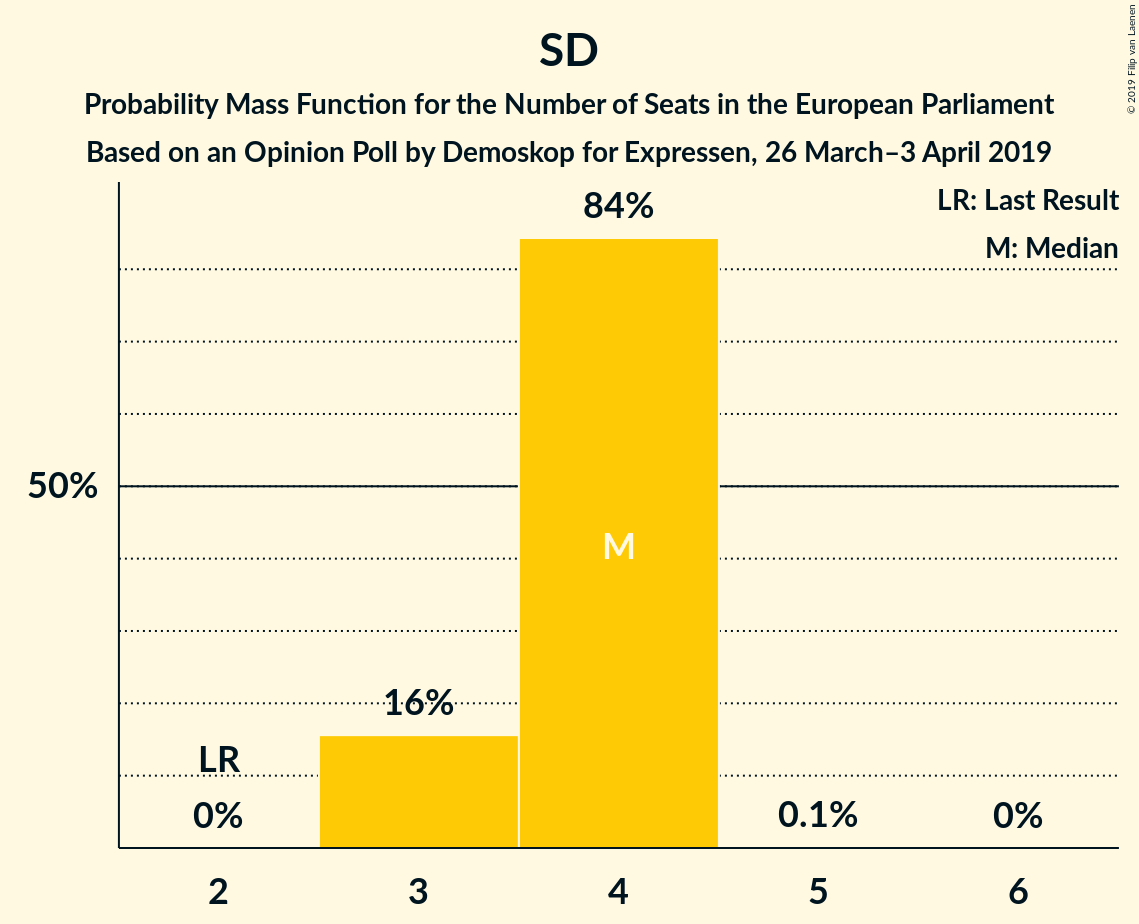 SD
Probability Mass Function for the Number of Seats in the European Parliament
Based on an Opinion Poll by Demoskop for Expressen, 26 March–3 April 2019
© 2019 Filip van Laenen
LR: Last Result
M: Median
84%
50%
M
16%
LR
0%
0.1%
0%
2 3 4 5 6